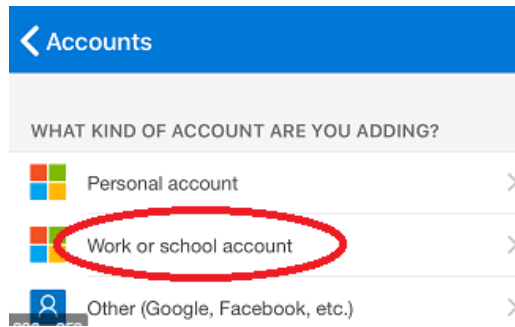 Accounts
WHAT KIND OF ACCOUNT ARE YOU ADDING?
Personal account
Work or school account
Other (Google, Facebook, etc.)